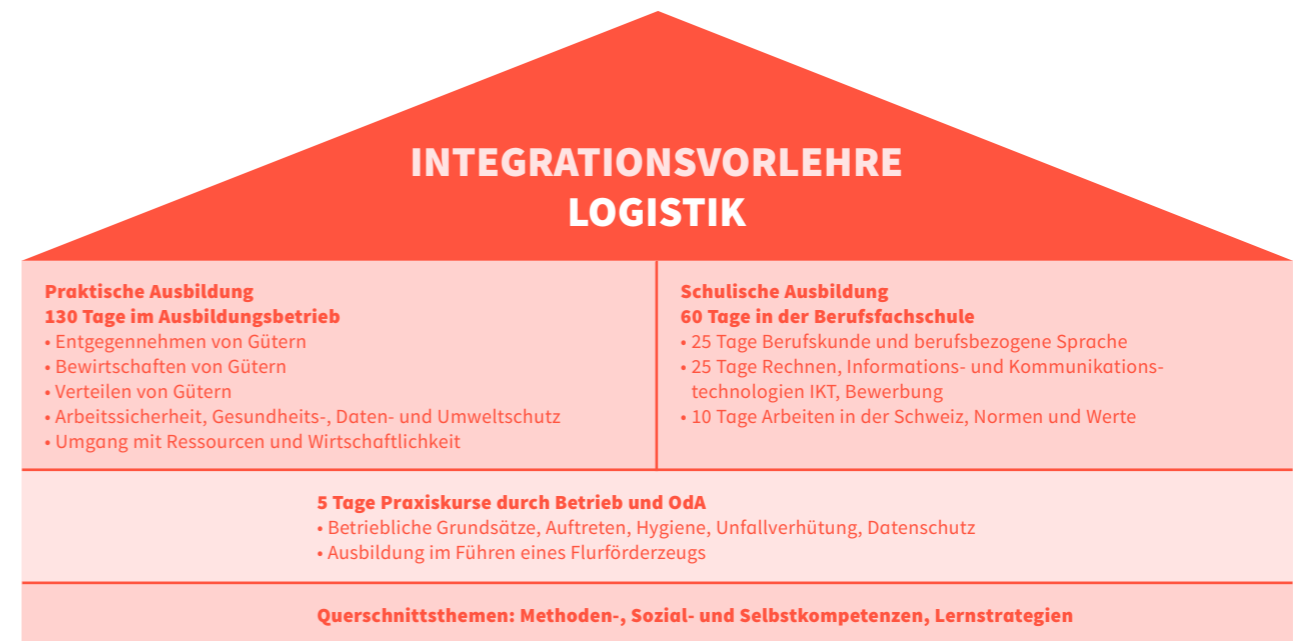 INTEGRATIONSVORLEHRE
LOGISTIK
Praktische Ausbildung
130 Tage im Ausbildungsbetrieb
• Entgegennehmen von Gütern
• Bewirtschaften von Gütern
• Verteilen von Gütern
• Arbeitssicherheit, Gesundheits-, Daten- und Umweltschutz
• Umgang mit Ressourcen und Wirtschaftlichkeit
Schulische Ausbildung
60 Tage in der Berufsfachschule
• 25 Tage Berufskunde und berufsbezogene Sprache
• 25 Tage Rechnen, Informations- und Kommunikations-
technologien IKT, Bewerbung
• 10 Tage Arbeiten in der Schweiz, Normen und Werte
5 Tage Praxiskurse durch Betrieb und OdA
• Betriebliche Grundsätze, Auftreten, Hygiene, Unfallverhütung, Datenschutz
• Ausbildung im Führen eines Flurförderzeugs
Querschnittsthemen: Methoden-, Sozial- und Selbstkompetenzen, Lernstrategien